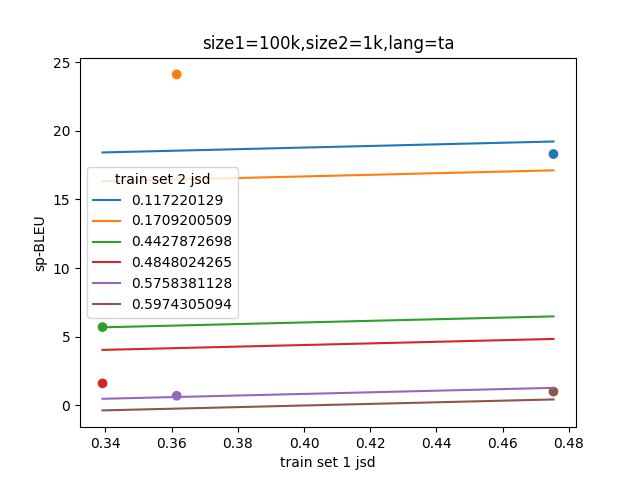 size1=100k,size2=1k,lang=ta
25
20
15
10
5
0
sp-BLEU
train set 2 jsd
0.117220129
0.1709200509
0.4427872698
0.4848024265
0.5758381128
0.5974305094
0.34 0.36 0.38 0.40 0.42 0.44 0.46 0.48
train set 1 jsd